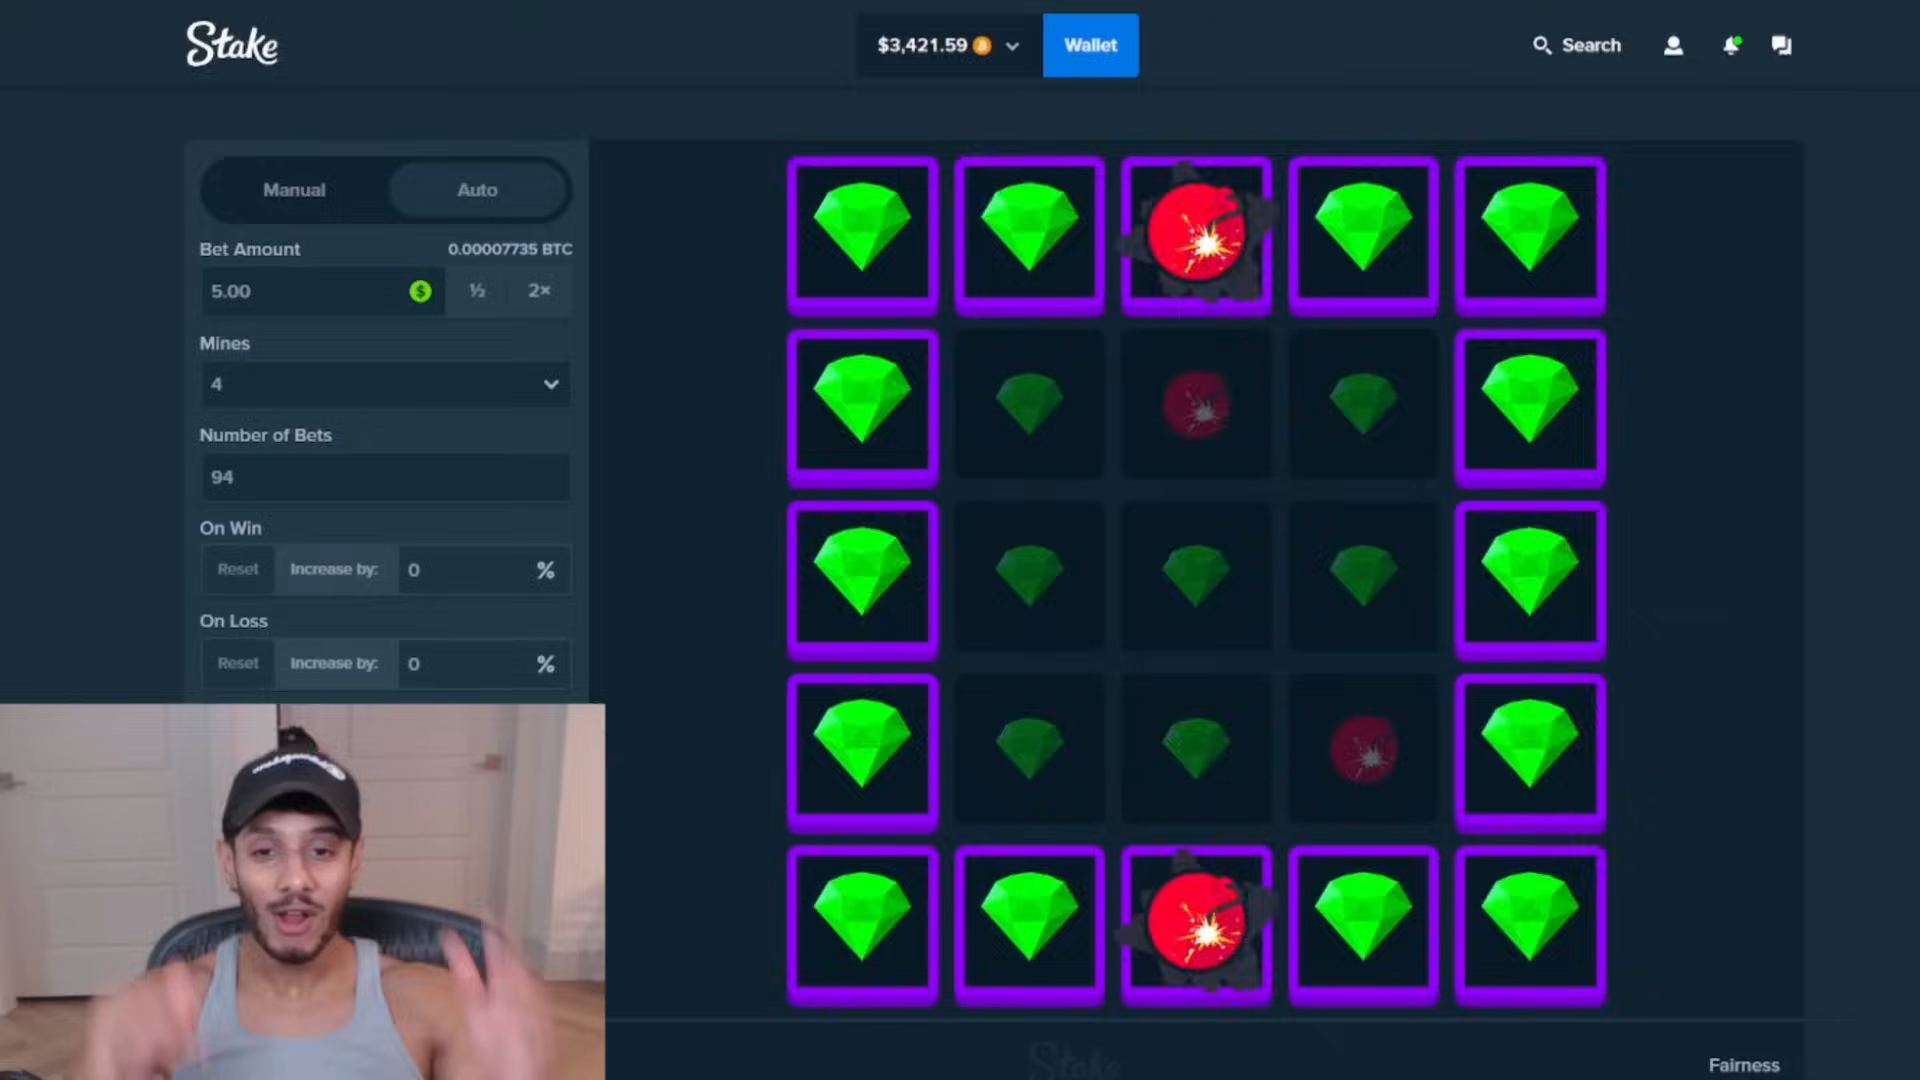 Stake
$3,421.59
Wallet
Search
Manual
Auto
Bet Amount
0.00007735 BTC
5.00
$
½
2×
Mines
4
Number of Bets
94
On Win
Reset
Increase by:
0
%
On Loss
Reset
Increase by:
0
%
Stake
Fairness